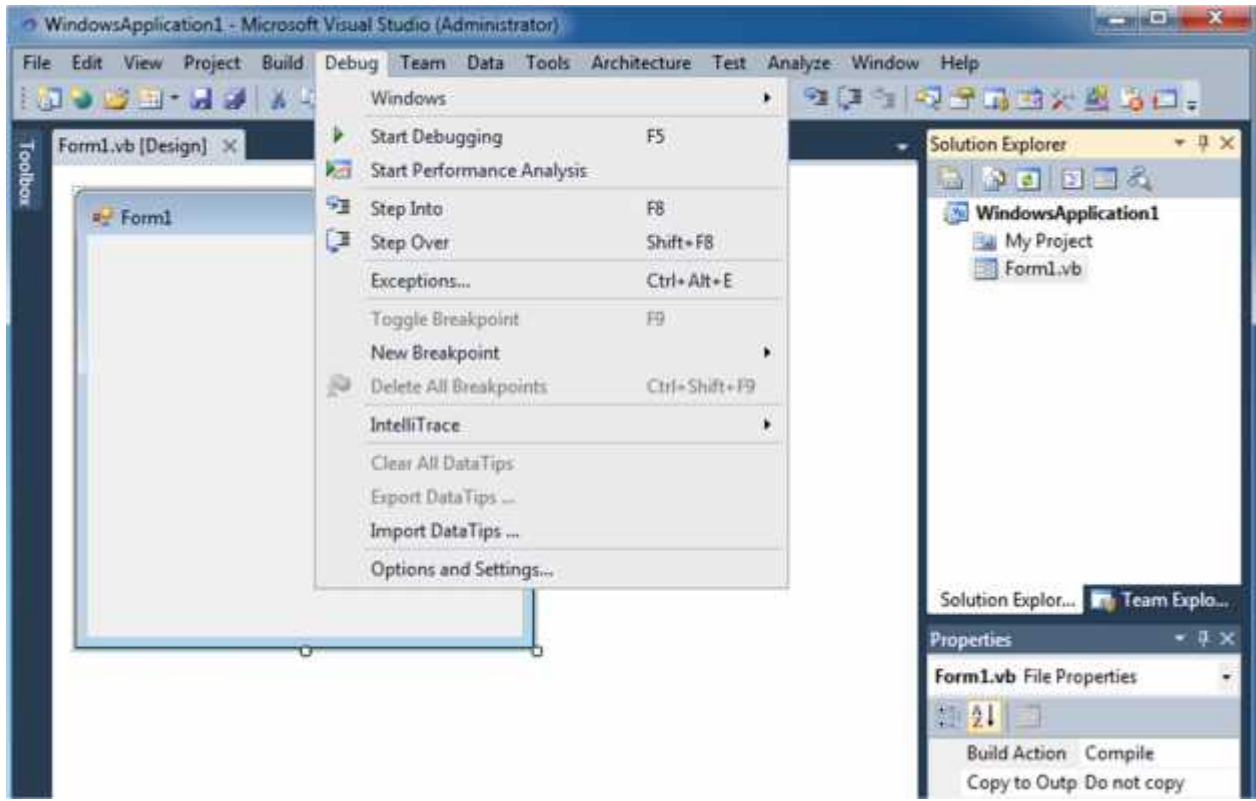 WindowsApplication1 - Microsoft Visual Studio (Administrator)
File Edit View Project Build Debug Team Data Tools Architecture Test Analyze Window Help
Toolbox
Form1.vb [Design]
Form1
Windows
Start Debugging F5
Start Performance Analysis
Step Into F8
Step Over Shift+F8
Exceptions... Ctrl+Alt+E
Toggle Breakpoint F9
New Breakpoint
Delete All Breakpoints Ctrl+Shift+F9
IntelliTrace
Clear All DataTips
Export DataTips ...
Import DataTips ...
Options and Settings...
Solution Explorer
WindowsApplication1
My Project
Form1.vb
Solution Explor... Team Explo...
Properties
Form1.vb File Properties
Build Action Compile
Copy to Outp Do not copy